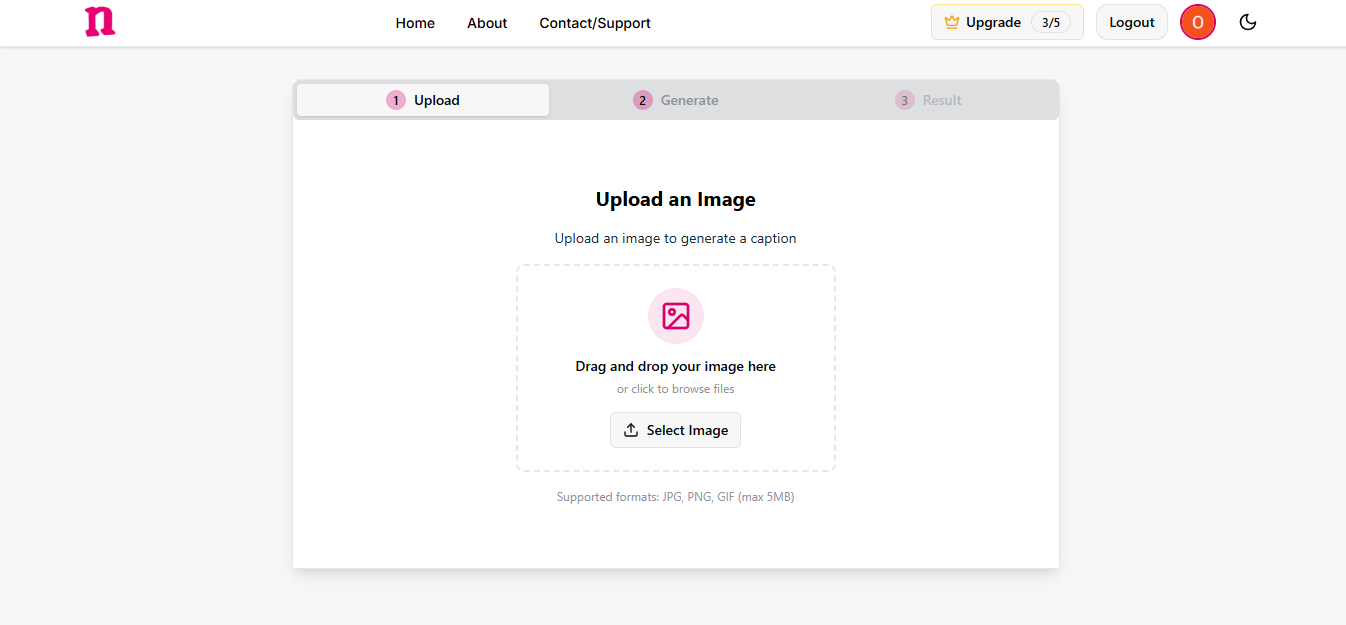 n
Home
About
Contact/Support
Upgrade 3/5
Logout
O
1 Upload
2 Generate
3 Result
Upload an Image
Upload an image to generate a caption
Drag and drop your image here
or click to browse files
Select Image
Supported formats: JPG, PNG, GIF (max 5MB)